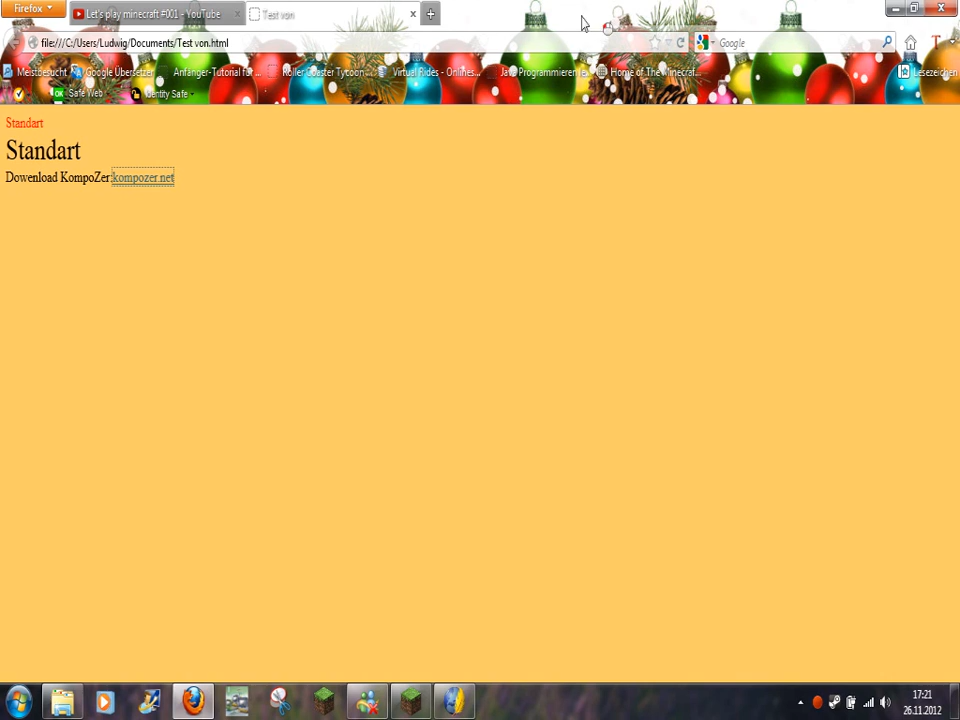 Firefox
Let's play minecraft #001 - YouTube
Test von
file:///C:/Users/Ludwig/Documents/Test von.html
Google
Meistbesucht
Google Übersetzer
Anfänger-Tutorial für ...
Roller Coaster Tycoon...
Virtual Rides - Onlines...
Java Programmieren le...
Home of The Minecraf...
Lesezeichen
Safe Web
Identity Safe
Standart
Standart
Dowenload KompoZer:kompozer.net
17:21
26.11.2012